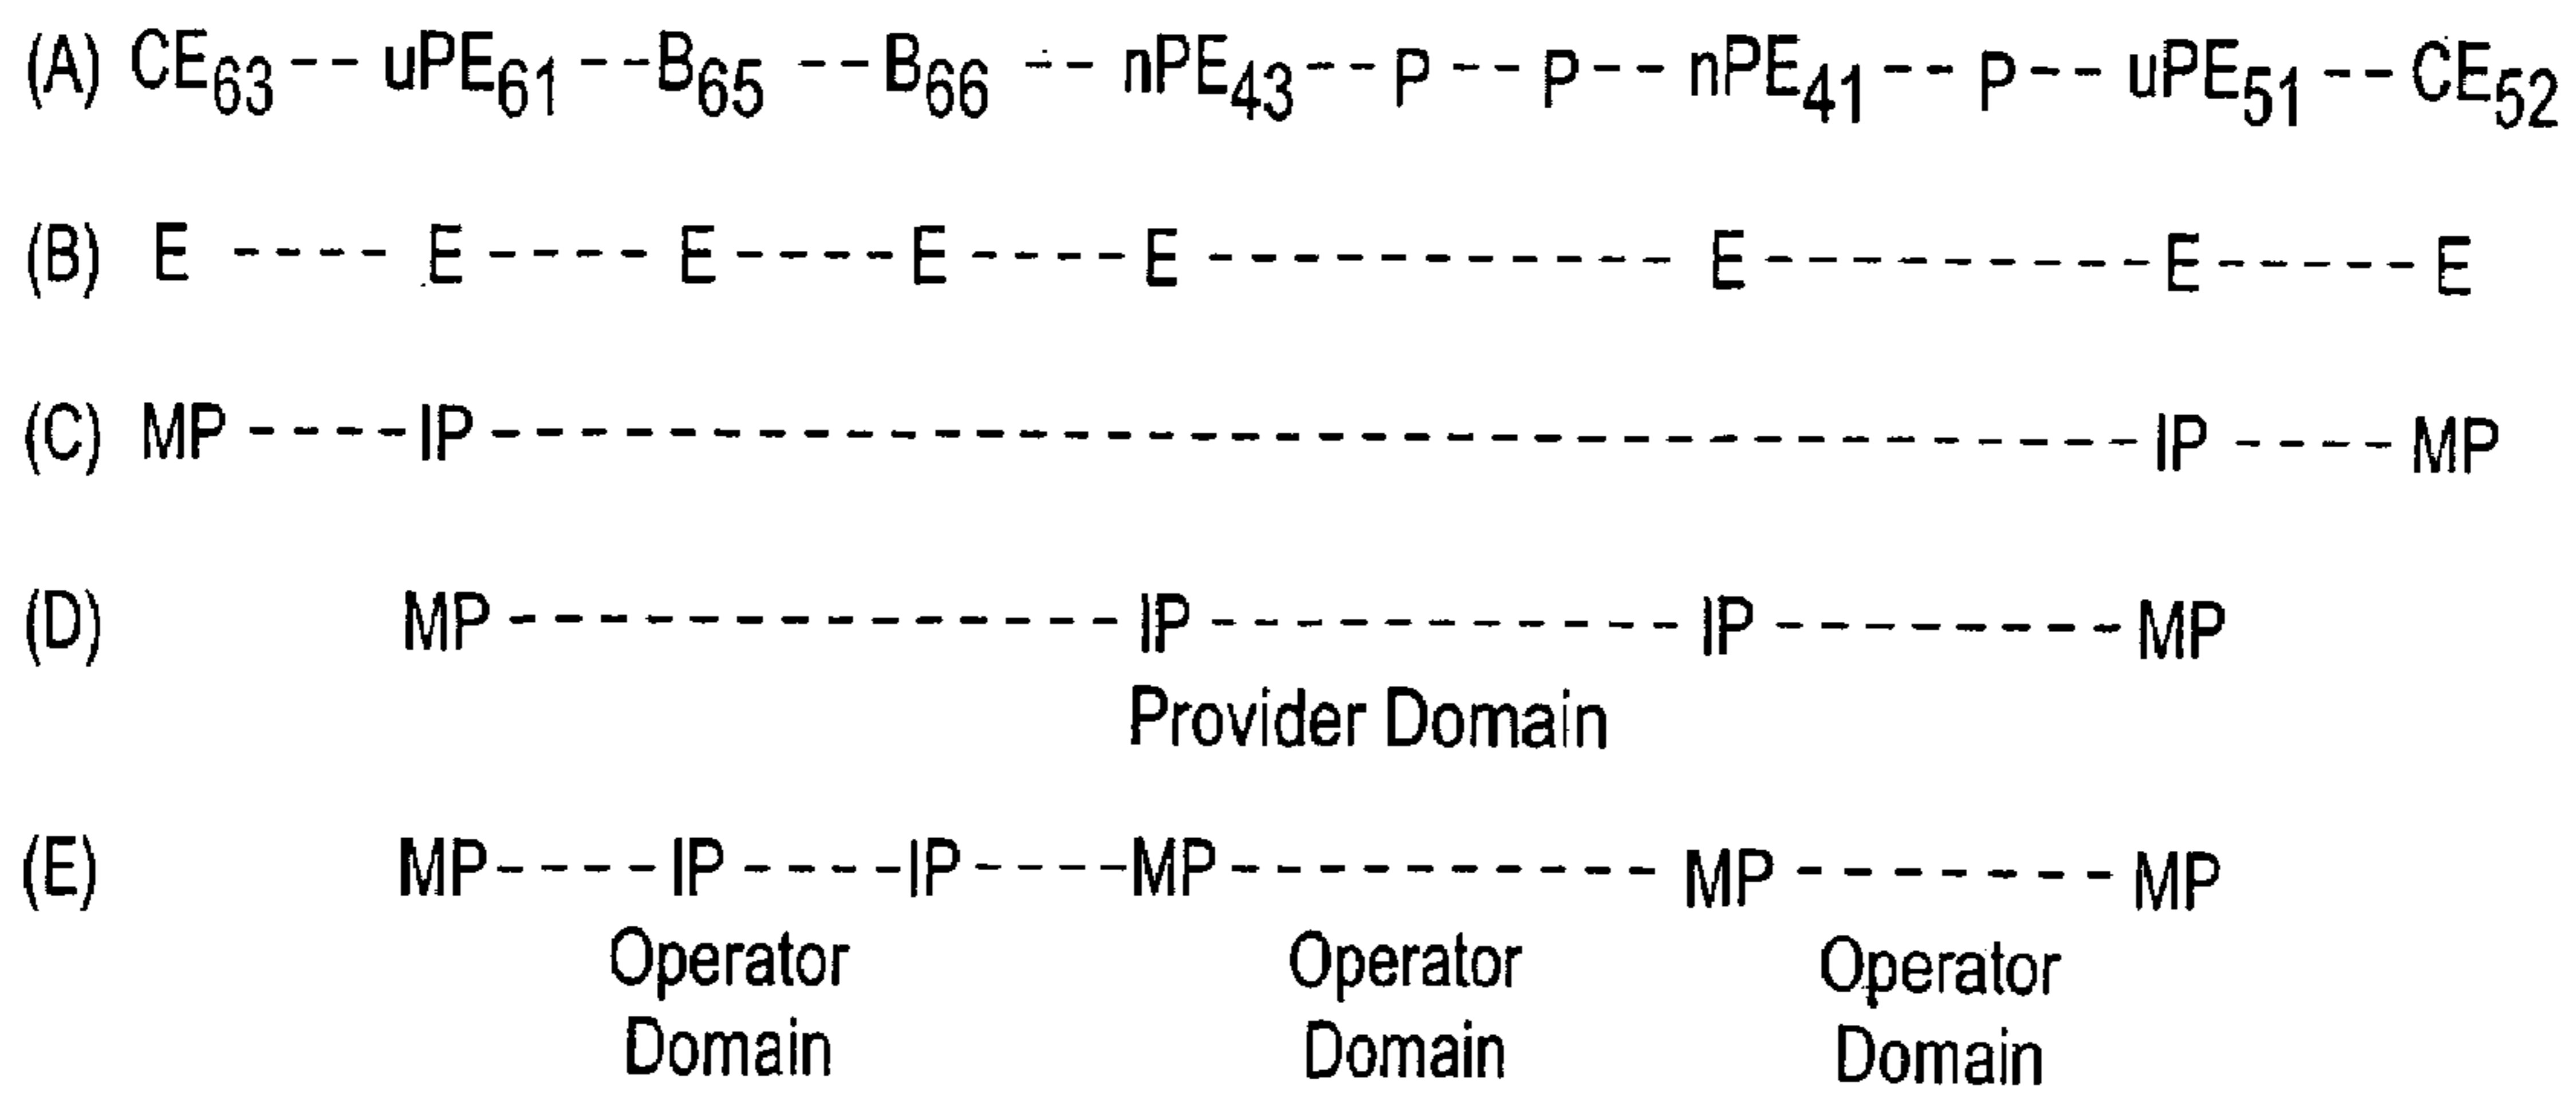 (A) CE63 -- uPE61 --B65 --B66 -- nPE43 --P--P-- nPE41 --P-- uPE51 -- CE52
(B) E ---- E ----- E -----E -----E ------------- E -----------E ------E
(C) MP -----IP ------------------------------------------------IP ---- MP
(D) MP ------------------IP --------------IP ----------MP
Provider Domain
(E) MP-----IP -----IP-----MP------------- MP ---------MP
Operator Operator Operator
Domain Domain Domain